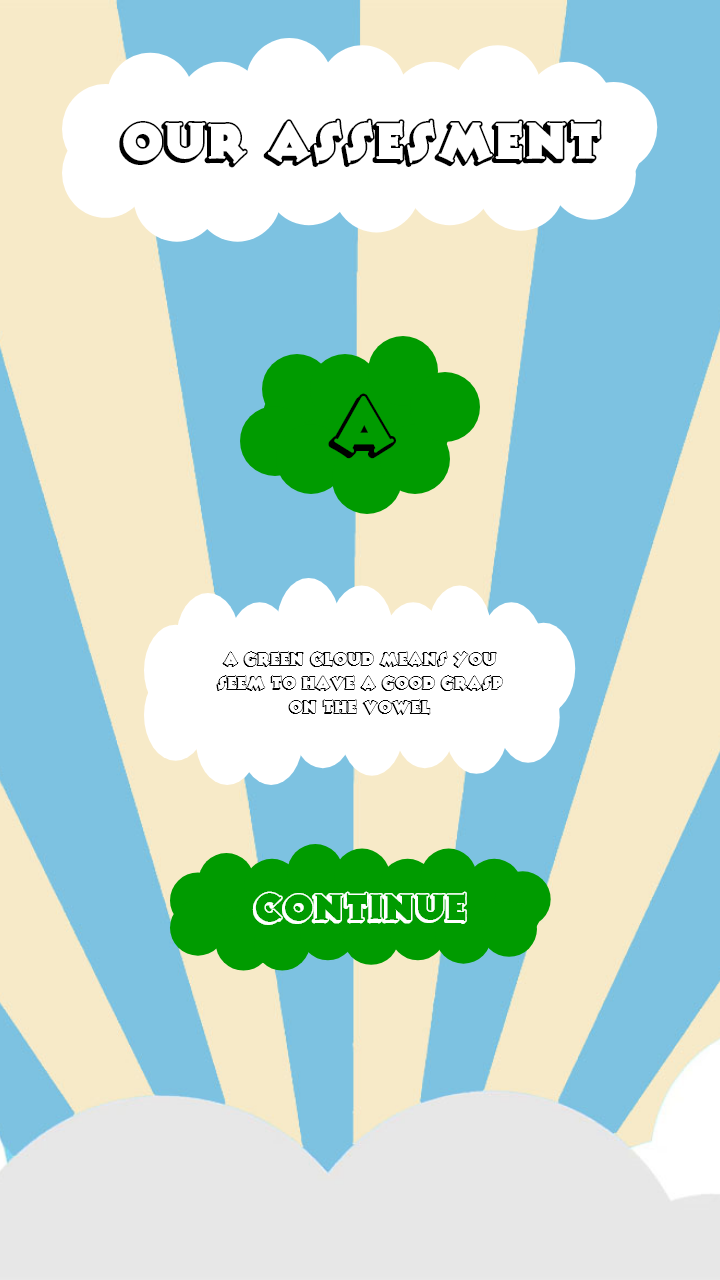 OUR ASSESMENT
A
A GREEN CLOUD MEANS YOU
SEEM TO HAVE A GOOD GRASP
ON THE VOWEL
CONTINUE